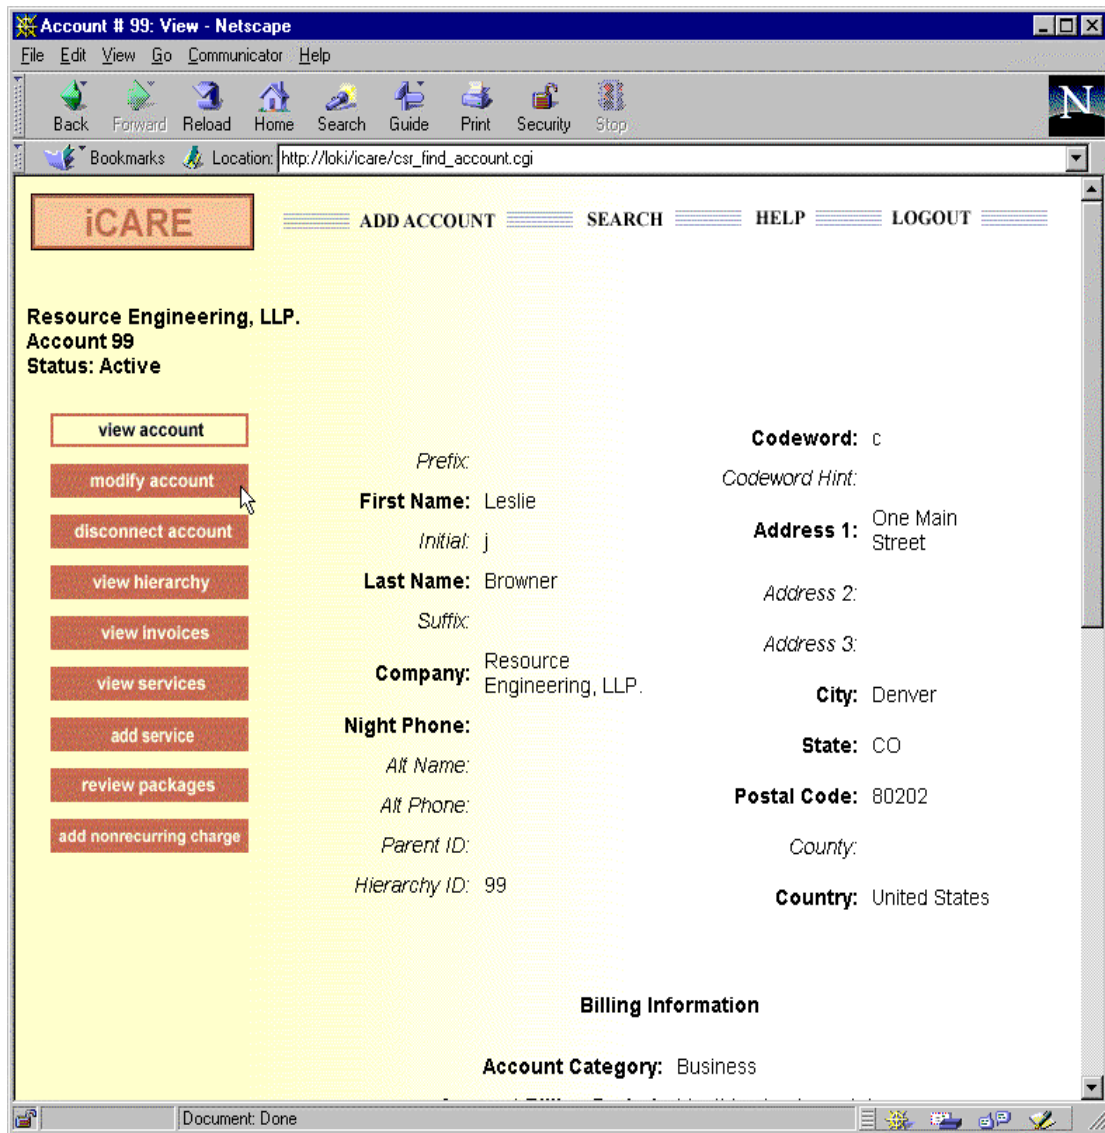 Account # 99: View - Netscape
File Edit View Go Communicator Help
Back Forward Reload Home Search Guide Print Security Stop
N
Bookmarks Location: http://loki/icare/csr_find_account.cgi
iCARE ADD ACCOUNT SEARCH HELP LOGOUT
Resource Engineering, LLP.
Account 99
Status: Active
view account
modify account
disconnect account
view hierarchy
view invoices
view services
add service
review packages
add nonrecurring charge
Prefix:
First Name: Leslie
Initial: j
Last Name: Browner
Suffix:
Company: Resource
Engineering, LLP.
Night Phone:
Alt Name:
Alt Phone:
Parent ID:
Hierarchy ID: 99
Codeword: c
Codeword Hint:
Address 1: One Main
Street
Address 2:
Address 3:
City: Denver
State: CO
Postal Code: 80202
County:
Country: United States
Billing Information
Account Category: Business
Document: Done